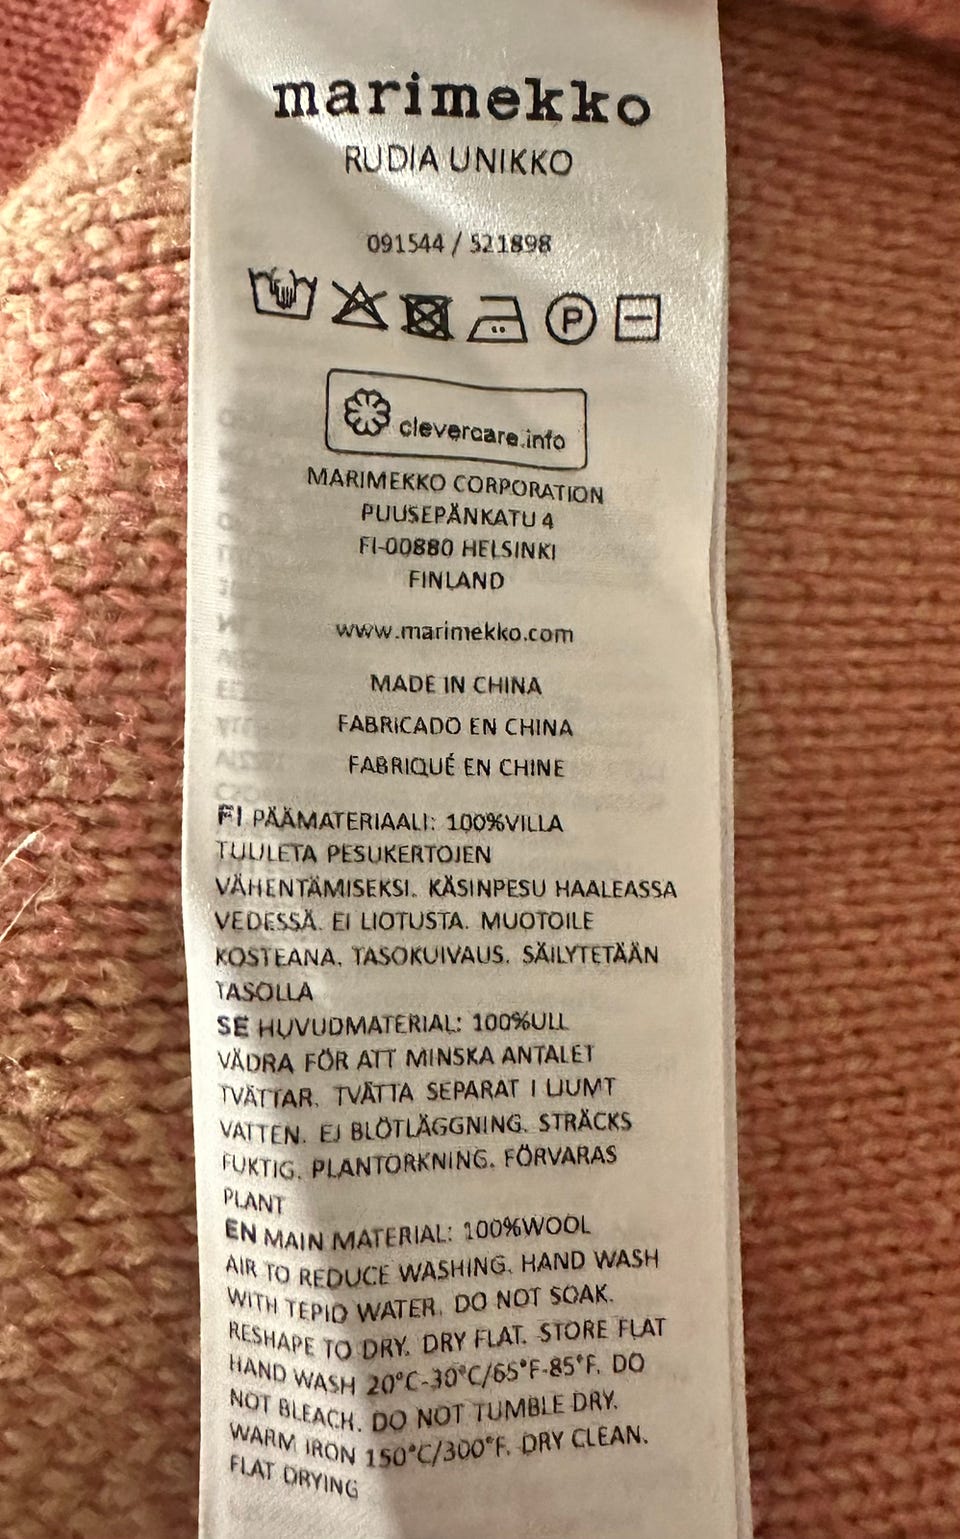 marimekko
RUDIA UNIKKO
091544 / 521898
P
clevercare.info
MARIMEKKO CORPORATION
PUUSEPÄNKATU 4
FI-00880 HELSINKI
FINLAND
www.marimekko.com
MADE IN CHINA
FABRICADO EN CHINA
FABRIQUÉ EN CHINE
FI PÄÄMATERIAALI: 100%VILLA
TUULETA PESUKERTOJEN
VÄHENTÄMISEKSI. KÄSINPESU HAALEASSA
VEDESSÄ. EI LIOTUSTA. MUOTOILE
KOSTEANA. TASOKUIVAUS. SÄILYTETÄÄN
TASOLLA
SE HUVUDMATERIAL: 100%ULL
VÄDRA FÖR ATT MINSKA ANTALET
TVÄTTAR. TVÄTTA SEPARAT I LJUMT
VATTEN. EJ BLÖTLÄGGNING. STRÄCKS
FUKTIG. PLANTORKNING. FÖRVARAS
PLANT
EN MAIN MATERIAL: 100%WOOL
AIR TO REDUCE WASHING. HAND WASH
WITH TEPID WATER. DO NOT SOAK.
RESHAPE TO DRY. DRY FLAT. STORE FLAT
HAND WASH 20°C-30°C/65°F-85°F. DO
NOT BLEACH. DO NOT TUMBLE DRY.
WARM IRON 150°C/300°F. DRY CLEAN.
FLAT DRYING